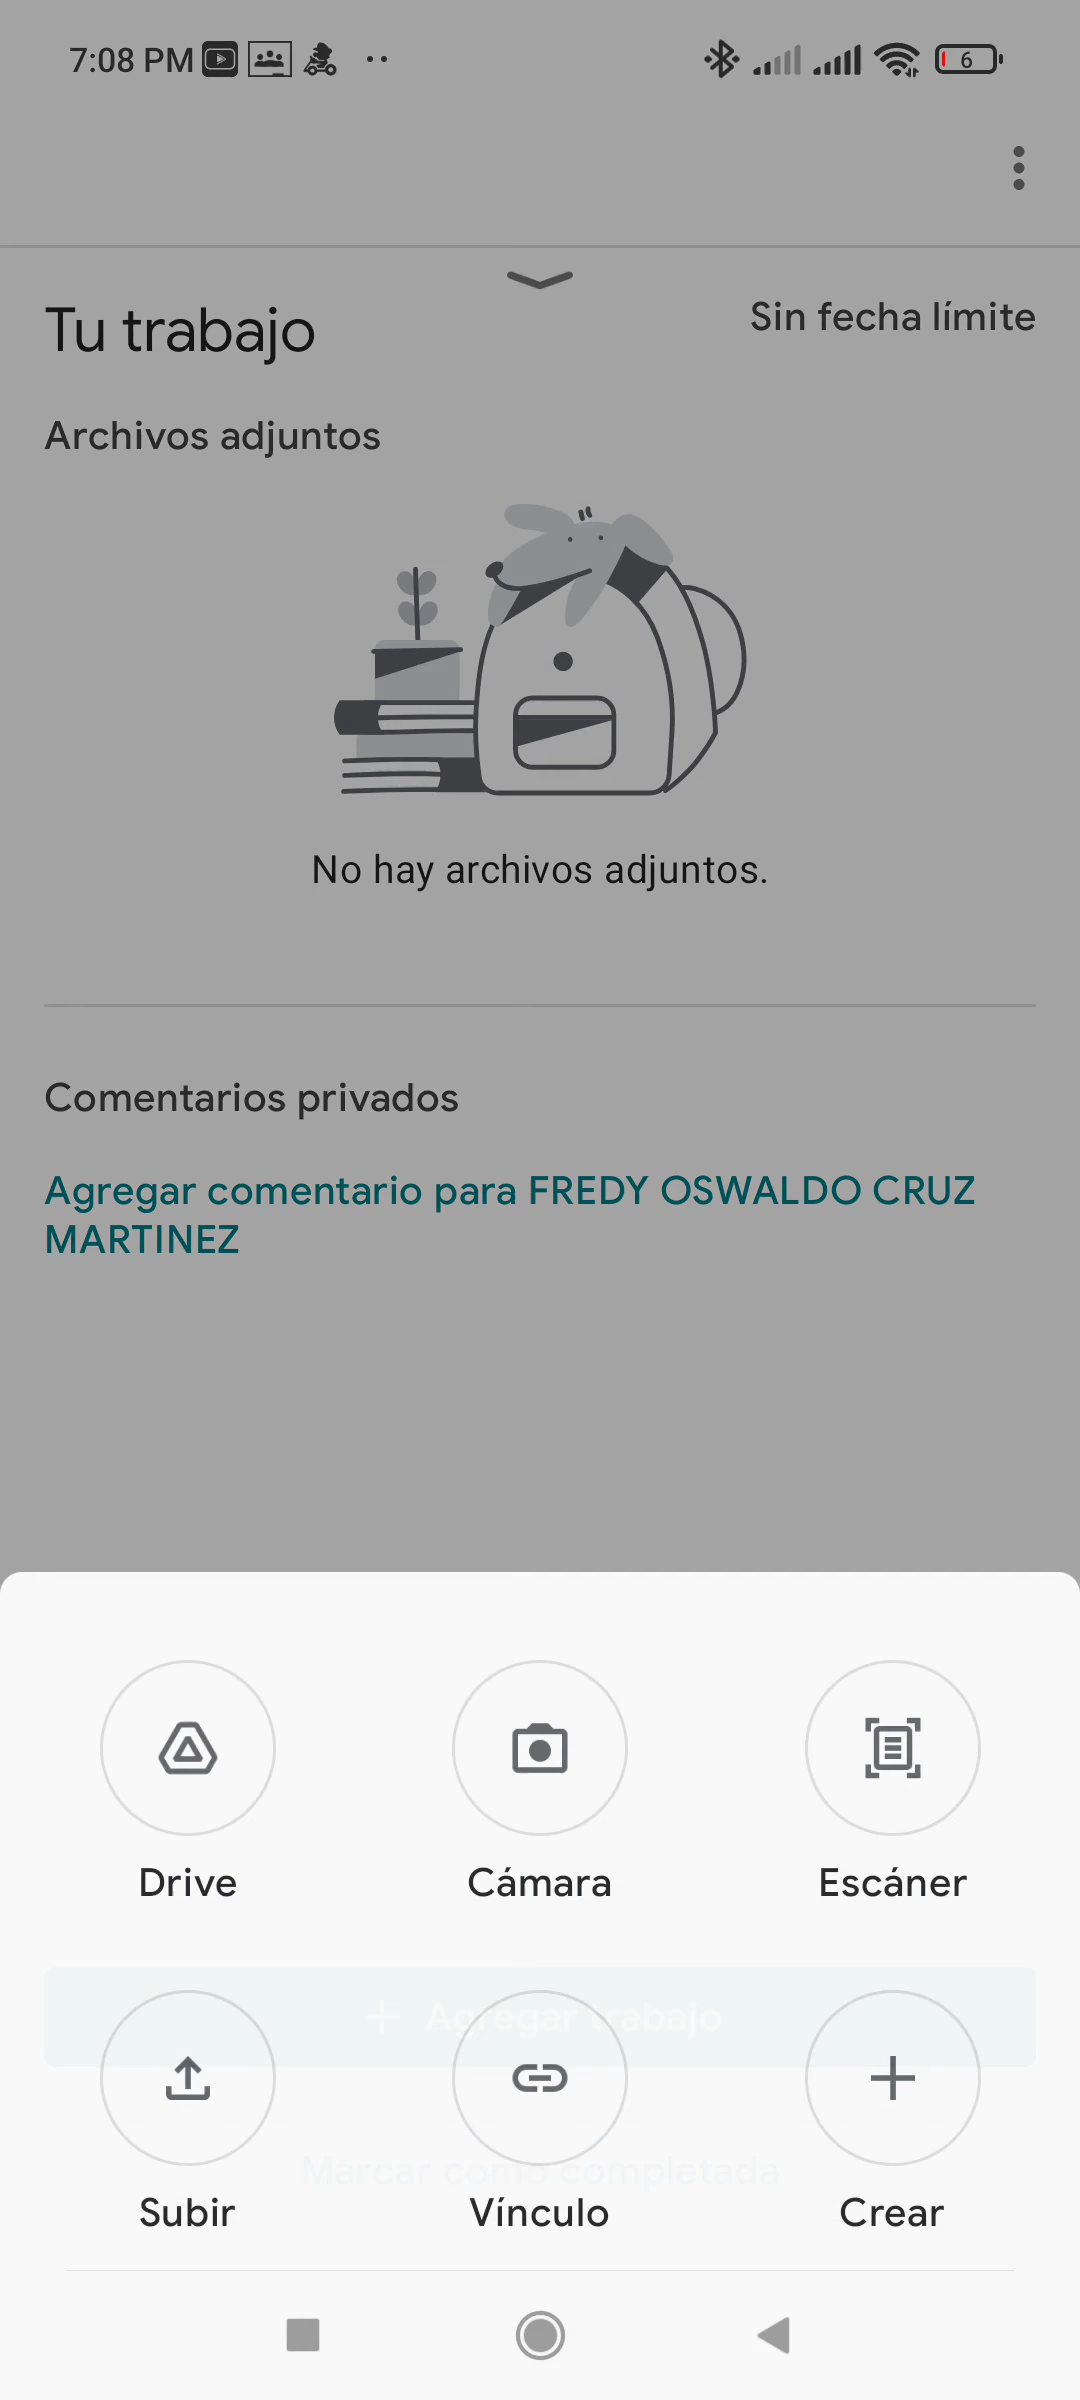 7:08 PM
6
Tu trabajo
Sin fecha límite
Archivos adjuntos
No hay archivos adjuntos.
Comentarios privados
Agregar comentario para FREDY OSWALDO CRUZ
MARTINEZ
Drive
Cámara
Escáner
Agregar trabajo
Marcar como completada
Subir
Vínculo
Crear